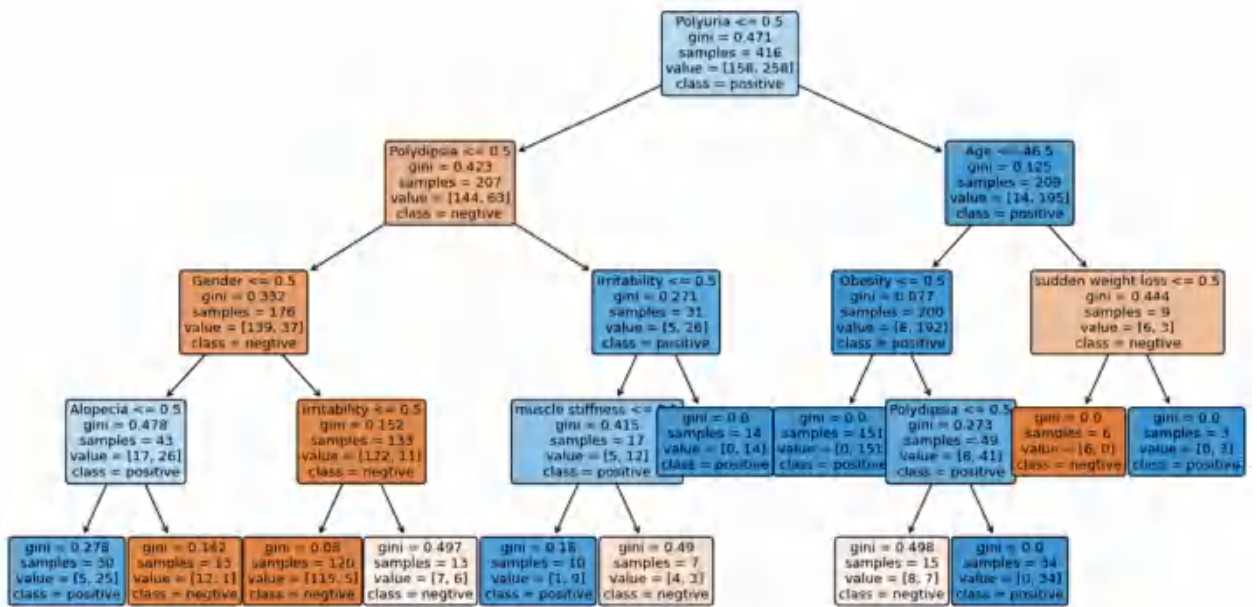 Polyuria <= 0.5
gini = 0.471
samples = 416
value = [158, 258]
class = positive
Polydipsia <= 0.5
gini = 0.423
samples = 207
value = [144, 63]
class = negtive
Age <= 46.5
gini = 0.125
samples = 209
value = [14, 195]
class = positive
Gender <= 0.5
gini = 0.332
samples = 176
value = [139, 37]
class = negtive
Irritability <= 0.5
gini = 0.271
samples = 31
value = [5, 26]
class = positive
Obesity <= 0.5
gini = 0.077
samples = 200
value = [8, 192]
class = positive
sudden weight loss <= 0.5
gini = 0.444
samples = 9
value = [6, 3]
class = negtive
Alopecia <= 0.5
gini = 0.478
samples = 43
value = [17, 26]
class = positive
Irritability <= 0.5
gini = 0.152
samples = 133
value = [122, 11]
class = negtive
muscle stiffness <=
gini = 0.415
samples = 17
value = [5, 12]
class = positive
gini = 0.0
samples = 14
value = [0, 14]
class = positive
gini = 0.0
samples = 151
value = [0, 151]
class = positive
Polydipsia <= 0.5
gini = 0.273
samples = 49
value = [8, 41]
class = positive
gini = 0.0
samples = 6
value = [6, 0]
class = negtive
gini = 0.0
samples = 3
value = [0, 3]
class = positive
gini = 0.278
samples = 30
value = [5, 25]
class = positive
gini = 0.142
samples = 13
value = [12, 1]
class = negtive
gini = 0.08
samples = 120
value = [115, 5]
class = negtive
gini = 0.497
samples = 13
value = [7, 6]
class = negtive
gini = 0.18
samples = 10
value = [1, 9]
class = positive
gini = 0.49
samples = 7
value = [4, 3]
class = negtive
gini = 0.498
samples = 15
value = [8, 7]
class = negtive
gini = 0.0
samples = 34
value = [0, 34]
class = positive